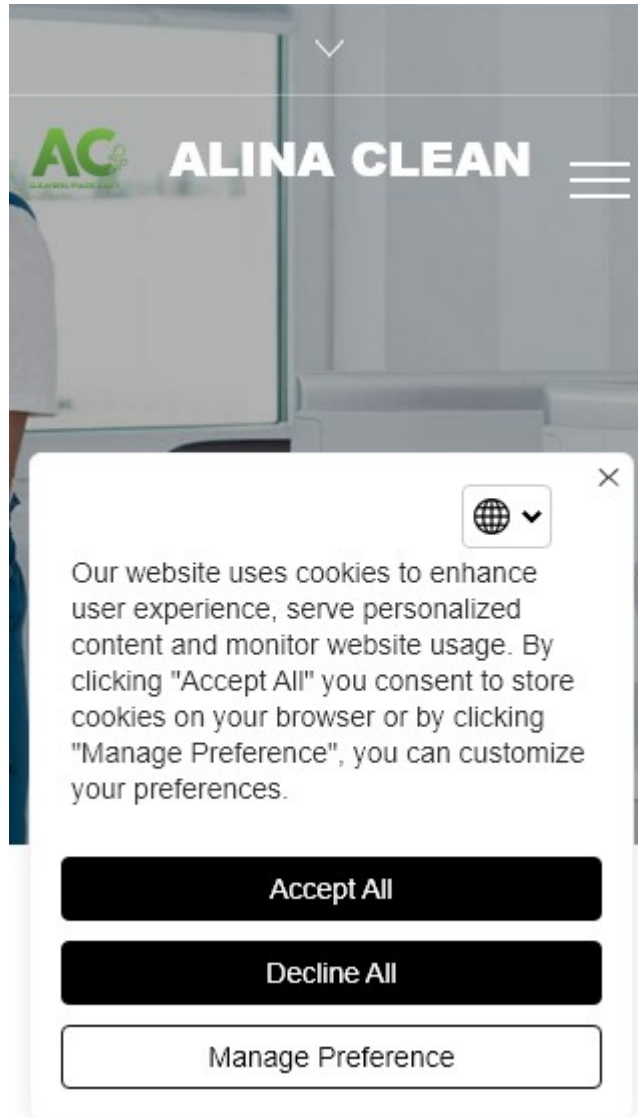 AC
ALINA CLEAN
Our website uses cookies to enhance
user experience, serve personalized
content and monitor website usage. By
clicking "Accept All" you consent to store
cookies on your browser or by clicking
"Manage Preference", you can customize
your preferences.
Accept All
Decline All
Manage Preference